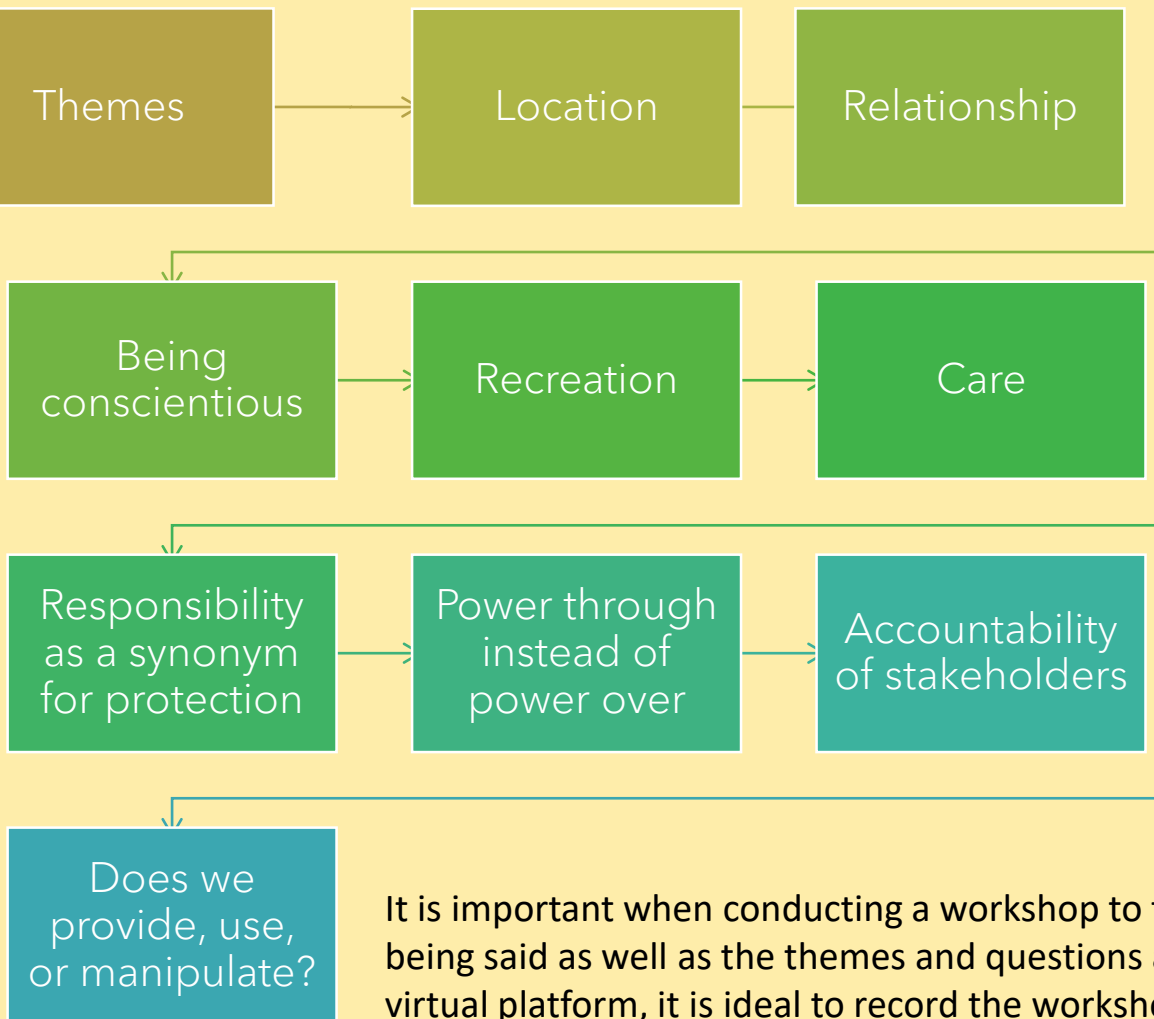 Themes
Location
Relationship
Being
conscientious
Recreation
Care
Responsibility
as a synonym
for protection
Power through
instead of
power over
Accountability
of stakeholders
Does we
provide, use,
or manipulate?
It is important when conducting a workshop to
being said as well as the themes and questions
virtual platform, it is ideal to record the